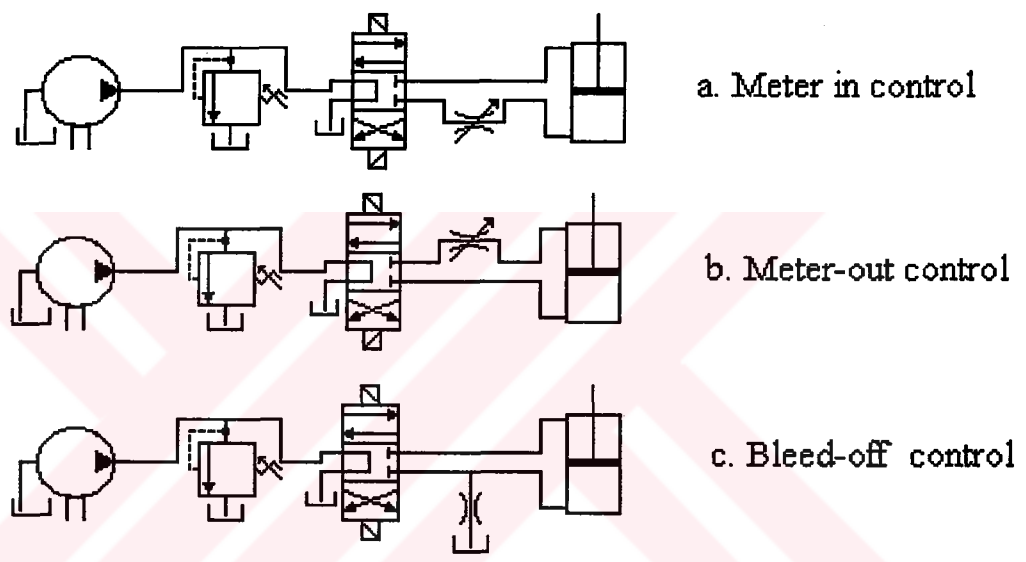 a. Meter in control
b. Meter-out control
c. Bleed-off control